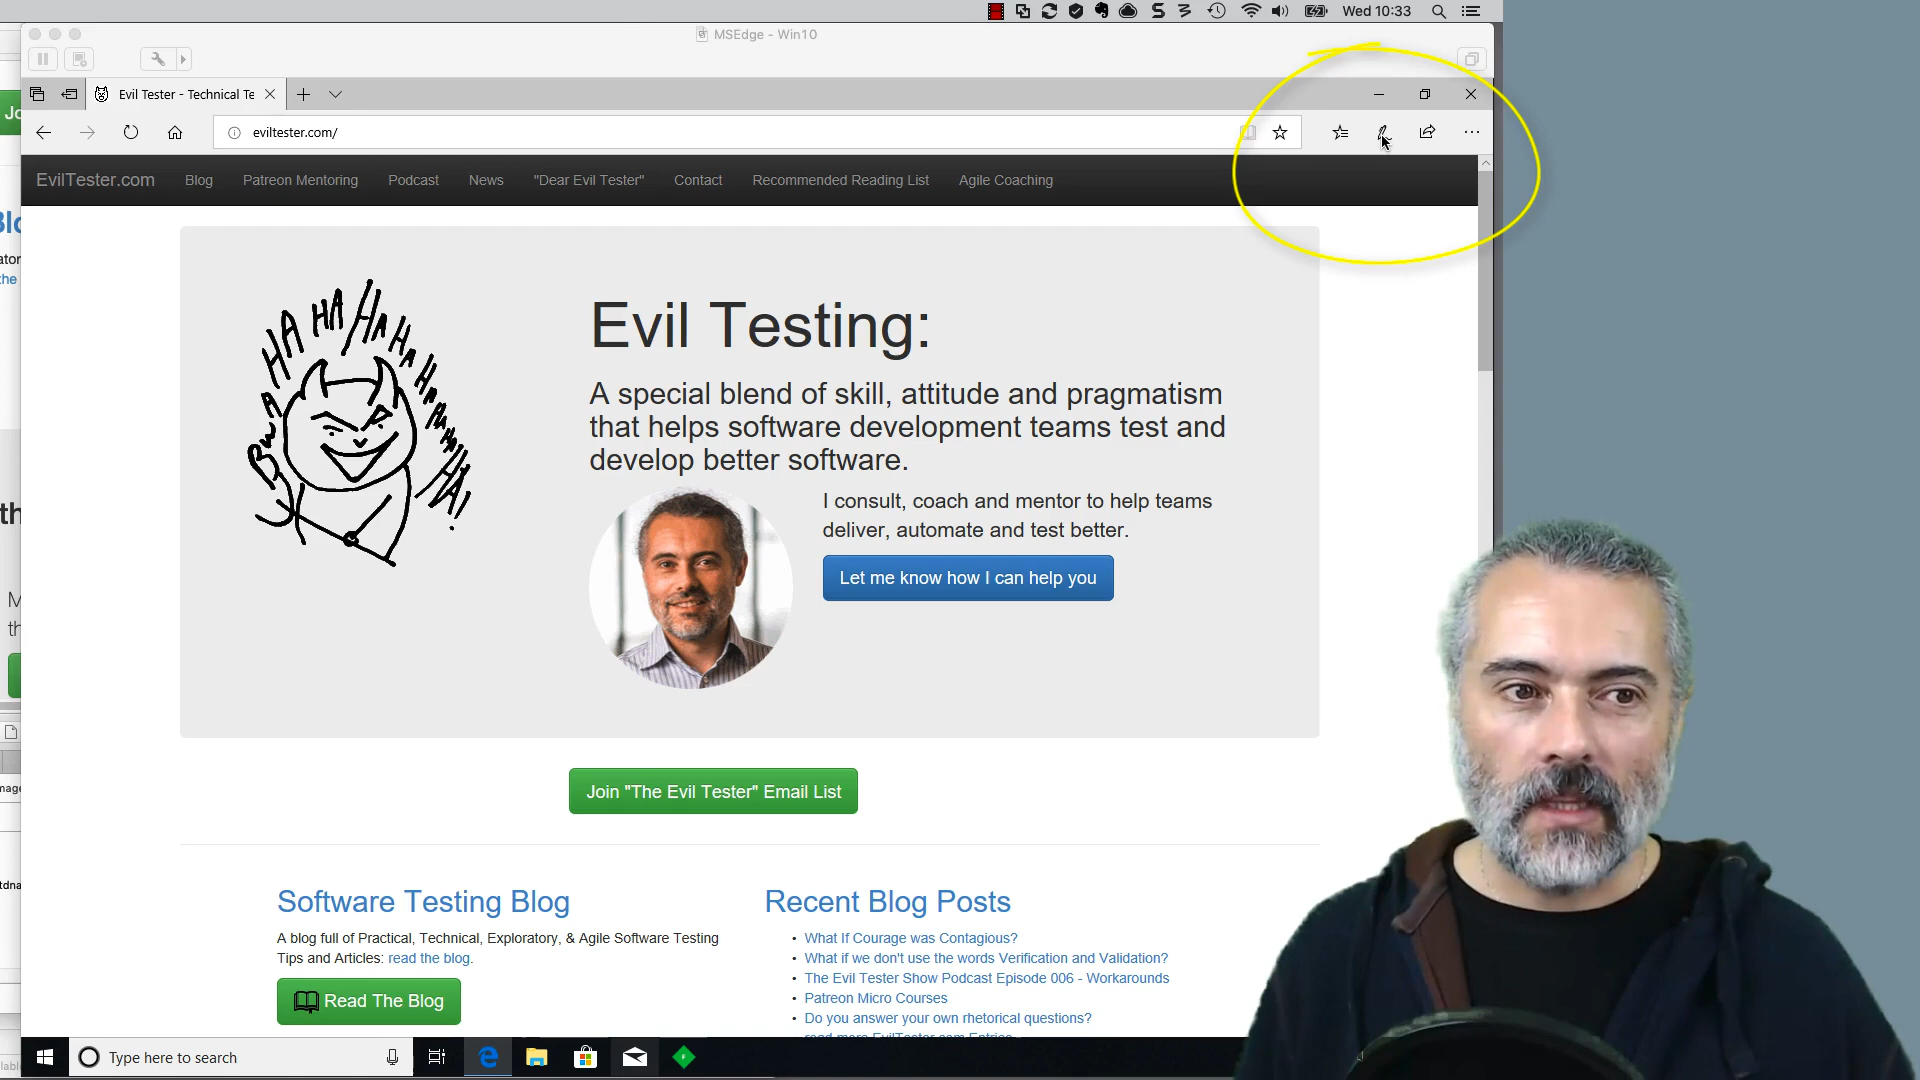 Wed 10:33
MSEdge - Win10
Evil Tester - Technical Te
eviltester.com/
EvilTester.com Blog Patreon Mentoring Podcast News "Dear Evil Tester" Contact Recommended Reading List Agile Coaching
HA HA HA HA HA HA HA!
Evil Testing:
A special blend of skill, attitude and pragmatism
that helps software development teams test and
develop better software.
I consult, coach and mentor to help teams
deliver, automate and test better.
Let me know how I can help you
Join "The Evil Tester" Email List
Software Testing Blog
A blog full of Practical, Technical, Exploratory, & Agile Software Testing
Tips and Articles: read the blog.
Read The Blog
Recent Blog Posts
What If Courage was Contagious?
What if we don't use the words Verification and Validation?
The Evil Tester Show Podcast Episode 006 - Workarounds
Patreon Micro Courses
Do you answer your own rhetorical questions?
read more EvilTester.com Entries
Type here to search